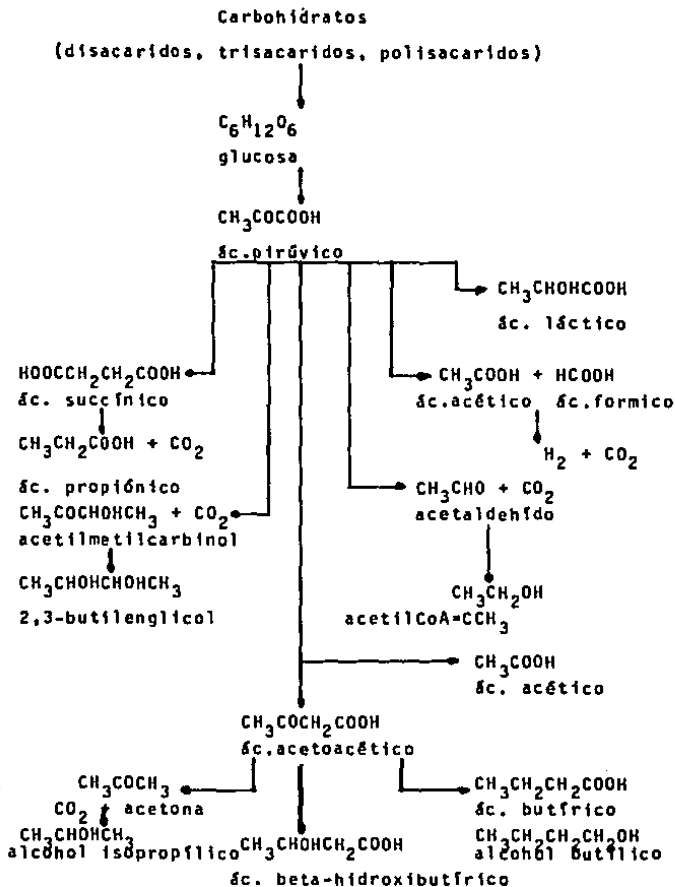 Carbohidratos
(disacaridos, trisacaridos, polisacaridos)
C₆H₁₂O₆
glucosa
CH₃COCOOH
ác.pirúvico
CH₃CHOHCOOH
ác. láctico
HOOCCH₂CH₂COOH
ác. succínico
CH₃COOH + HCOOH
ác.acético ác.formico
CH₃CH₂COOH + CO₂
H₂ + CO₂
ác. propiónico
CH₃COCHOHCH₃ + CO₂
acetilmetilcarbinol
CH₃CHO + CO₂
acetaldehído
CH₃CHOHCHOHCH₃
2,3-butilenglicol
CH₃CH₂OH
acetilCoA=CCH₃
CH₃COOH
ác. acético
CH₃COCH₂COOH
ác.acetoacético
CH₃COCH₃
CO₂ + acetona
CH₃CHOHCH₃
alcohol isopropílico
CH₃CHOHCH₂COOH
ác. beta-hidroxibutírico
CH₃CH₂CH₂COOH
ác. butírico
CH₃CH₂CH₂CH₂OH
alcohol butílico